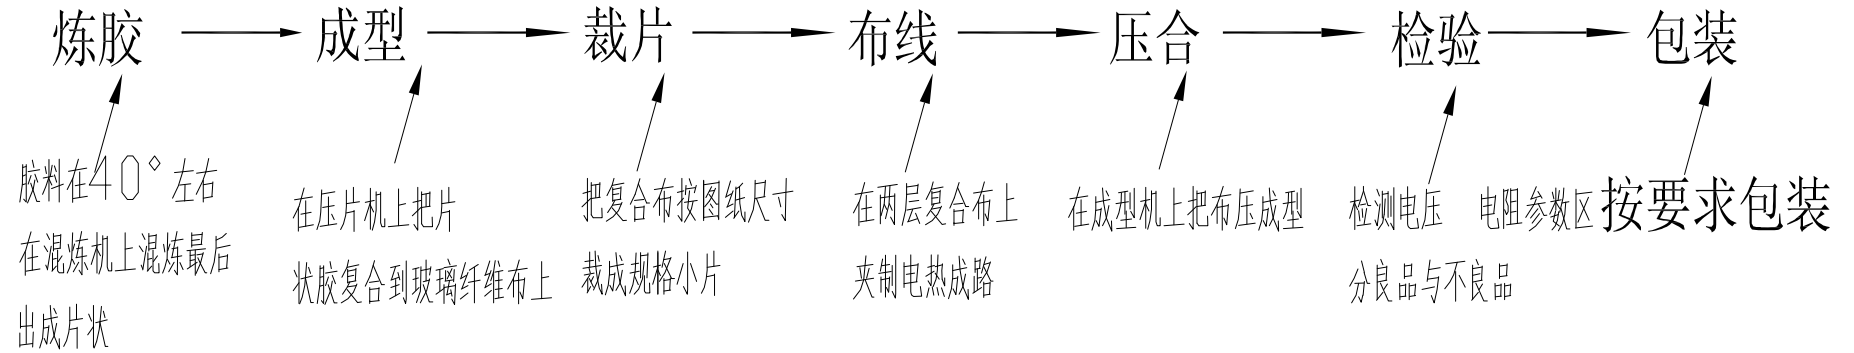 炼胶
成型
裁片
布线
压合
检验
包装
胶料在40°左右
在混炼机上混炼最后
出成片状
在压片机上把片
状胶复合到玻璃纤维布上
把复合布按图纸尺寸
裁成规格小片
在两层复合布上
夹制电热成路
在成型机上把布压成型
检测电压 电阻参数区
分良品与不良品
按要求包装